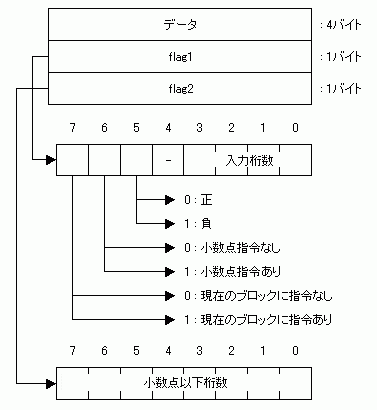 データ :4バイト
flag1 :1バイト
flag2 :1バイト
7 6 5 4 3 2 1 0
- 入力桁数
0:正
1:負
0:小数点指令なし
1:小数点指令あり
0:現在のブロックに指令なし
1:現在のブロックに指令あり
7 6 5 4 3 2 1 0
小数点以下桁数